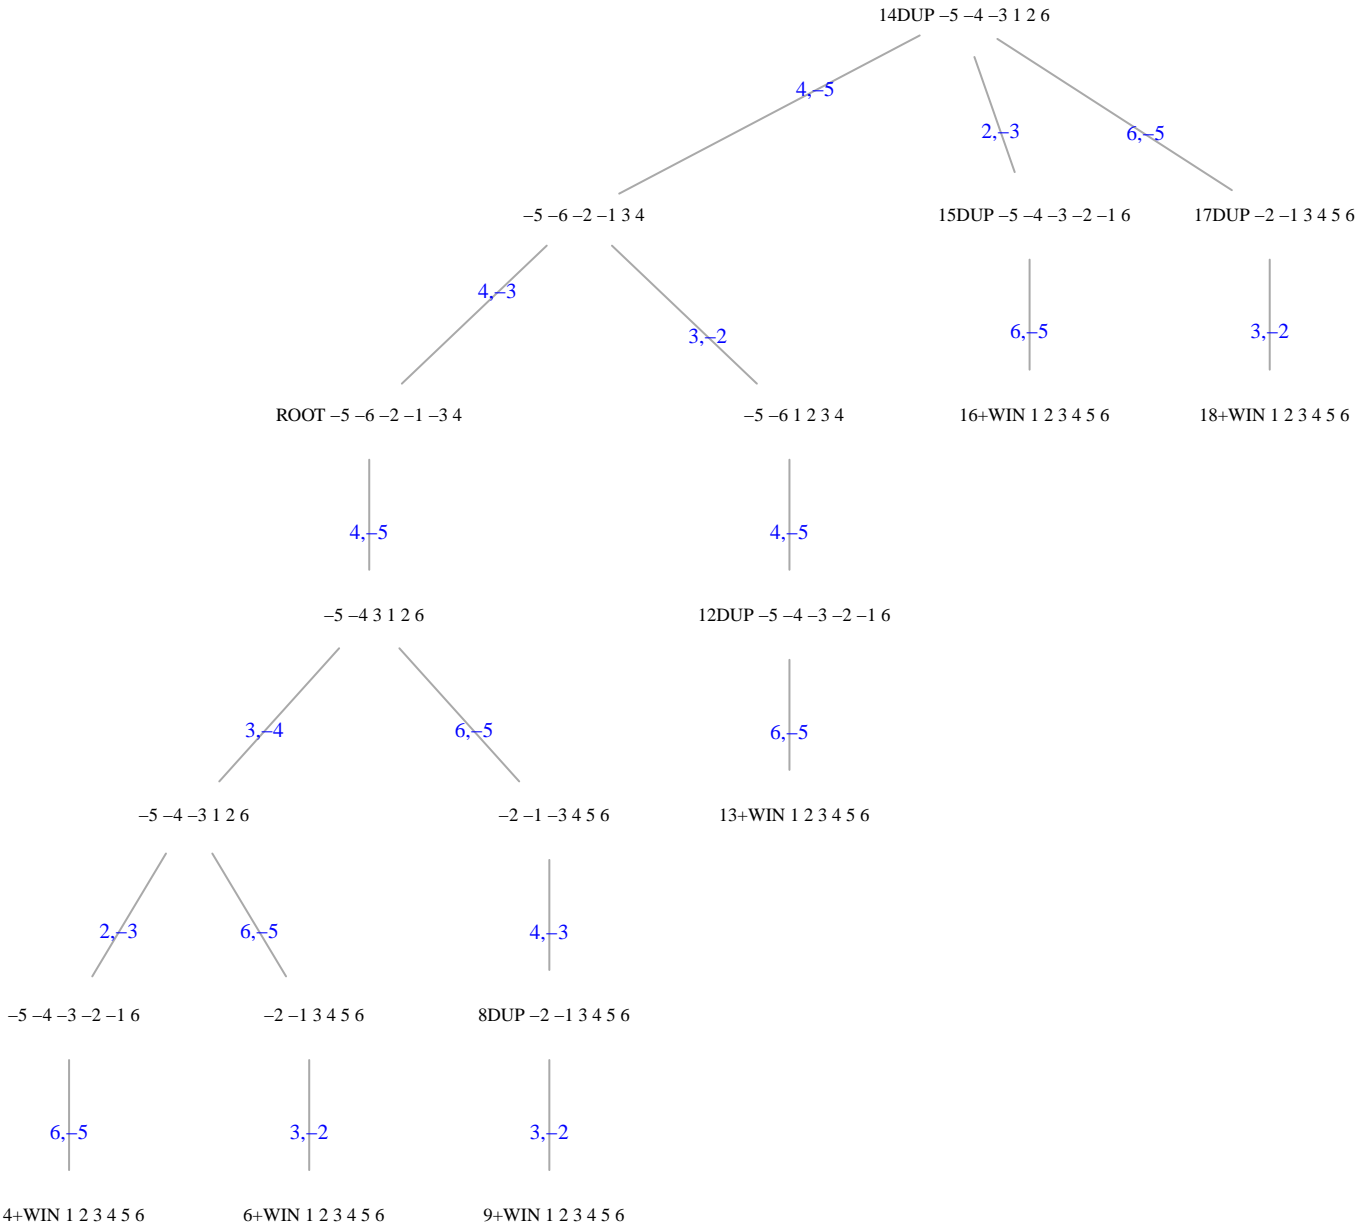 14DUP –5 –4 –3 1 2 6
4,–5
2,–3
6,–5
–5 –6 –2 –1 3 4
15DUP –5 –4 –3 –2 –1 6
17DUP –2 –1 3 4 5 6
4,–3
3,–2
6,–5
3,–2
ROOT –5 –6 –2 –1 –3 4
–5 –6 1 2 3 4
16+WIN 1 2 3 4 5 6
18+WIN 1 2 3 4 5 6
4,–5
4,–5
–5 –4 3 1 2 6
12DUP –5 –4 –3 –2 –1 6
3,–4
6,–5
6,–5
–5 –4 –3 1 2 6
–2 –1 –3 4 5 6
13+WIN 1 2 3 4 5 6
2,–3
6,–5
4,–3
–5 –4 –3 –2 –1 6
–2 –1 3 4 5 6
8DUP –2 –1 3 4 5 6
6,–5
3,–2
3,–2
4+WIN 1 2 3 4 5 6
6+WIN 1 2 3 4 5 6
9+WIN 1 2 3 4 5 6